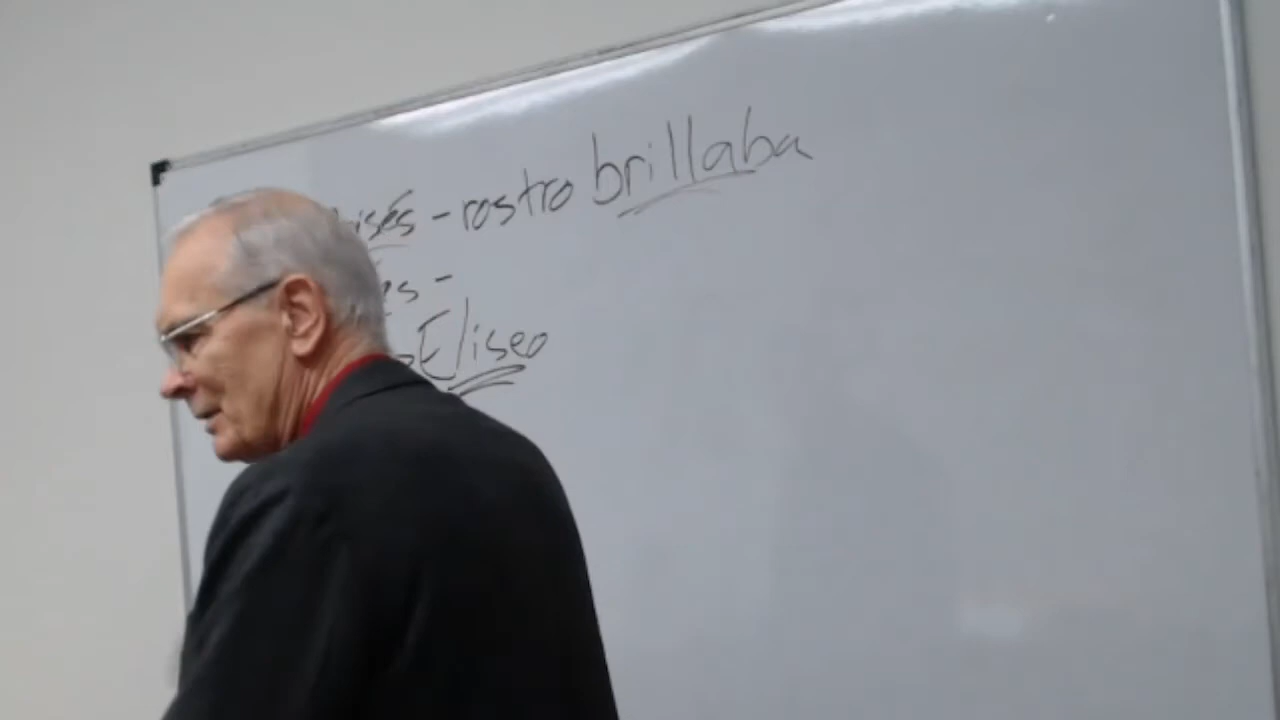 isés - rostro brillaba
es -
Eliseo